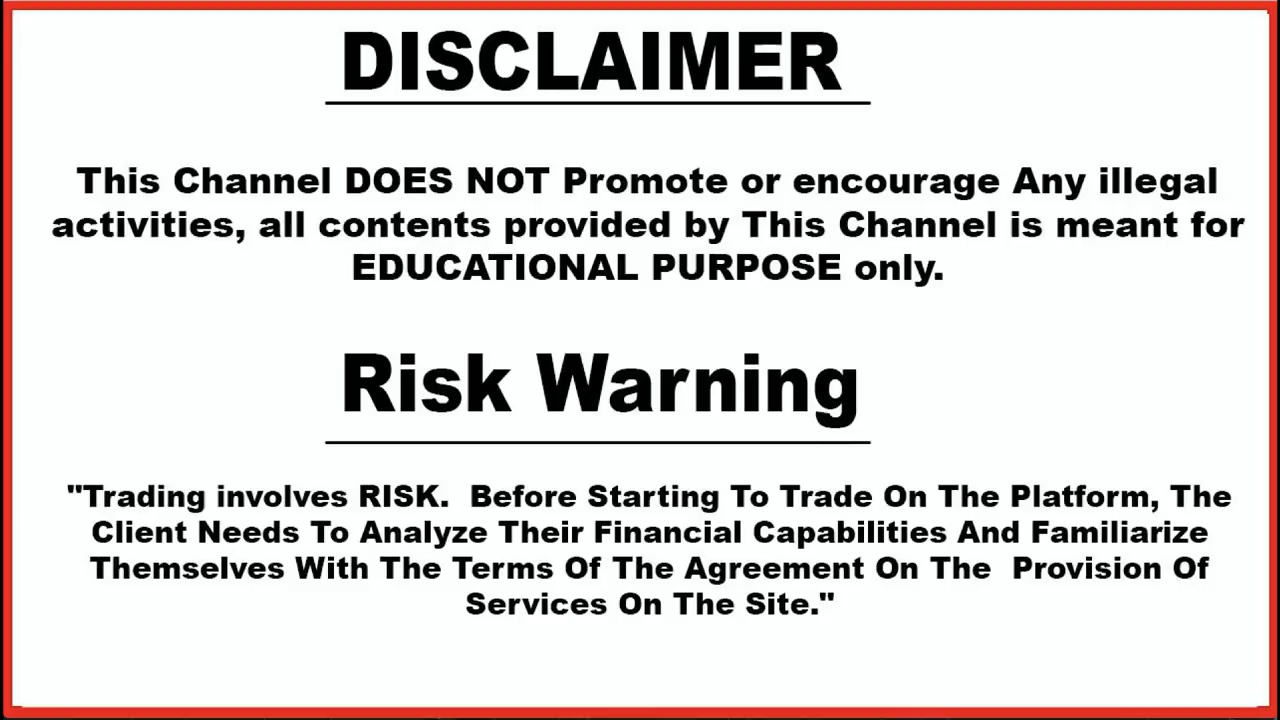 DISCLAIMER
This Channel DOES NOT Promote or encourage Any illegal
activities, all contents provided by This Channel is meant for
EDUCATIONAL PURPOSE only.
Risk Warning
"Trading involves RISK.  Before Starting To Trade On The Platform, The
Client Needs To Analyze Their Financial Capabilities And Familiarize
Themselves With The Terms Of The Agreement On The  Provision Of
Services On The Site."